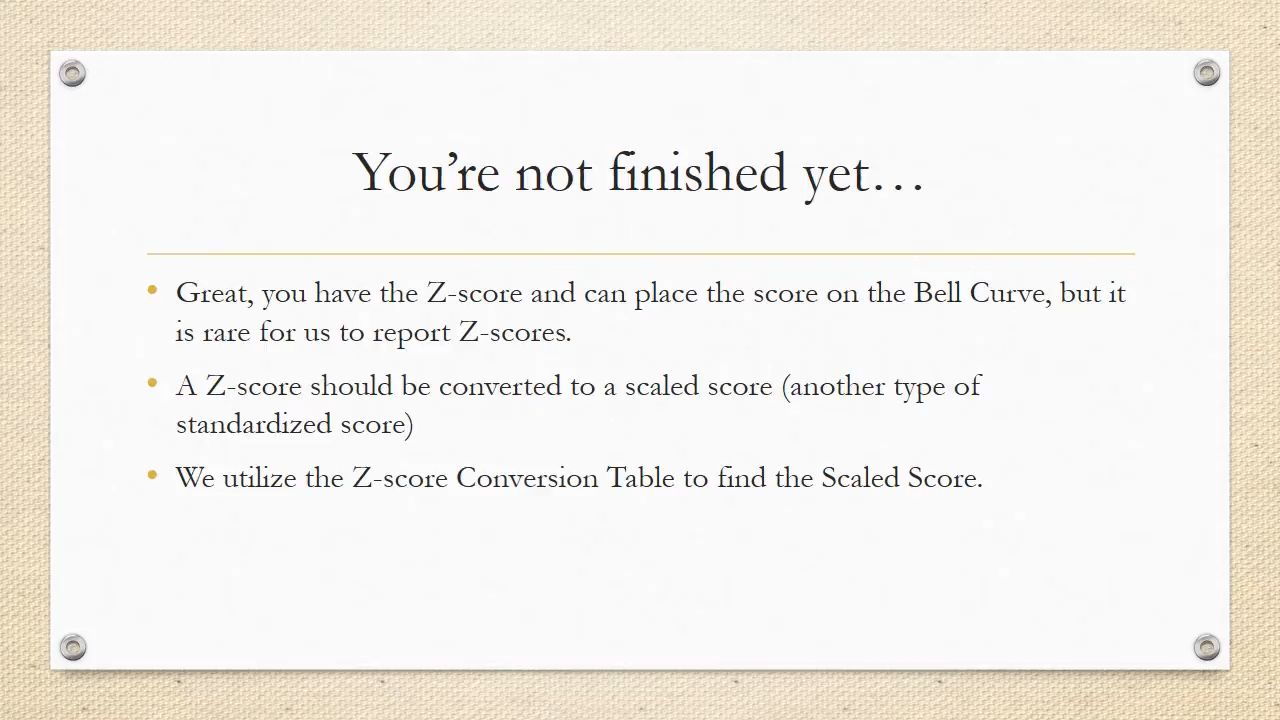 You’re not finished yet…
• Great, you have the Z-score and can place the score on the Bell Curve, but it
is rare for us to report Z-scores.
• A Z-score should be converted to a scaled score (another type of
standardized score)
• We utilize the Z-score Conversion Table to find the Scaled Score.